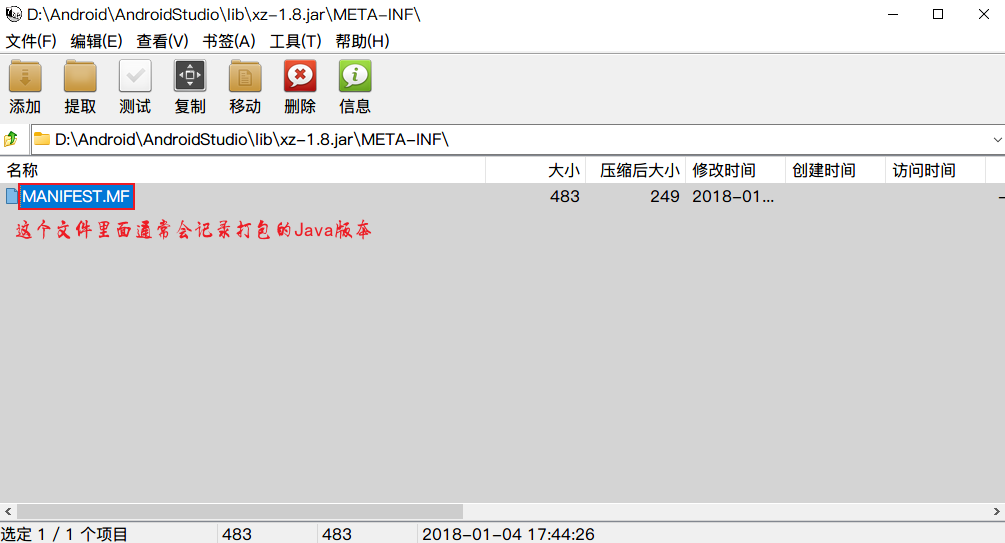 D:\Android\AndroidStudio\lib\xz-1.8.jar\META-INF\
文件(F) 编辑(E) 查看(V) 书签(A) 工具(T) 帮助(H)
添加 提取 测试 复制 移动 删除 信息
D:\Android\AndroidStudio\lib\xz-1.8.jar\META-INF\
名称 大小 压缩后大小 修改时间 创建时间 访问时间
MANIFEST.MF 483 249 2018-01...
这个文件里面通常会记录打包的Java版本
选定 1 / 1 个项目 483 483 2018-01-04 17:44:26